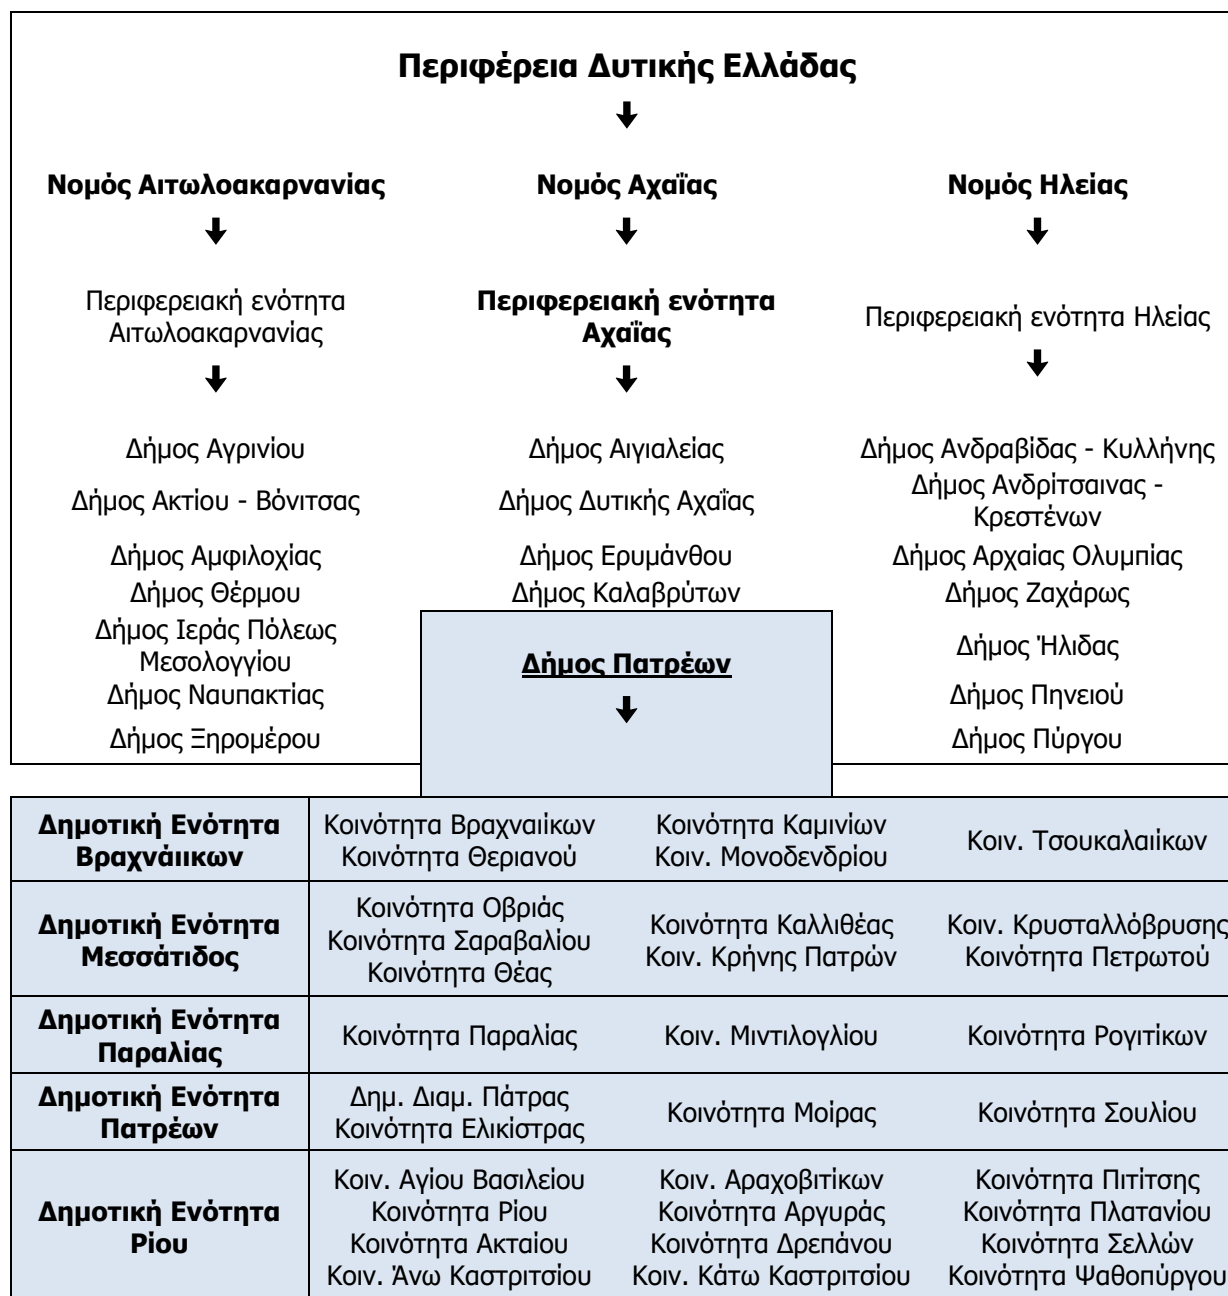 Περιφέρεια Δυτικής Ελλάδας
Νομός Αιτωλοακαρνανίας
Νομός Αχαΐας
Νομός Ηλείας
Περιφερειακή ενότητα
Αιτωλοακαρνανίας
Περιφερειακή ενότητα
Αχαΐας
Περιφερειακή ενότητα Ηλείας
Δήμος Αγρινίου
Δήμος Αιγιαλείας
Δήμος Ανδραβίδας - Κυλλήνης
Δήμος Ακτίου - Βόνιτσας
Δήμος Δυτικής Αχαΐας
Δήμος Ανδρίτσαινας -
Κρεστένων
Δήμος Αμφιλοχίας
Δήμος Ερυμάνθου
Δήμος Αρχαίας Ολυμπίας
Δήμος Θέρμου
Δήμος Καλαβρύτων
Δήμος Ζαχάρως
Δήμος Ιεράς Πόλεως
Μεσολογγίου
Δήμος Πατρέων
Δήμος Ήλιδας
Δήμος Ναυπακτίας
Δήμος Πηνειού
Δήμος Ξηρομέρου
Δήμος Πύργου
Δημοτική Ενότητα
Βραχνάιικων
Κοινότητα Βραχναιίκων
Κοινότητα Θεριανού
Κοινότητα Καμινίων
Κοιν. Μονοδενδρίου
Κοιν. Τσουκαλαιίκων
Δημοτική Ενότητα
Μεσσάτιδος
Κοινότητα Οβριάς
Κοινότητα Σαραβαλίου
Κοινότητα Θέας
Κοινότητα Καλλιθέας
Κοιν. Κρήνης Πατρών
Κοιν. Κρυσταλλόβρυσης
Κοινότητα Πετρωτού
Δημοτική Ενότητα
Παραλίας
Κοινότητα Παραλίας
Κοιν. Μιντιλογλίου
Κοινότητα Ρογιτίκων
Δημοτική Ενότητα
Πατρέων
Δημ. Διαμ. Πάτρας
Κοινότητα Ελικίστρας
Κοινότητα Μοίρας
Κοινότητα Σουλίου
Δημοτική Ενότητα
Ρίου
Κοιν. Αγίου Βασιλείου
Κοινότητα Ρίου
Κοινότητα Ακταίου
Κοιν. Άνω Καστριτσίου
Κοιν. Αραχοβιτίκων
Κοινότητα Αργυράς
Κοινότητα Δρεπάνου
Κοιν. Κάτω Καστριτσίου
Κοινότητα Πιτίτσης
Κοινότητα Πλατανίου
Κοινότητα Σελλών
Κοινότητα Ψαθοπύργου